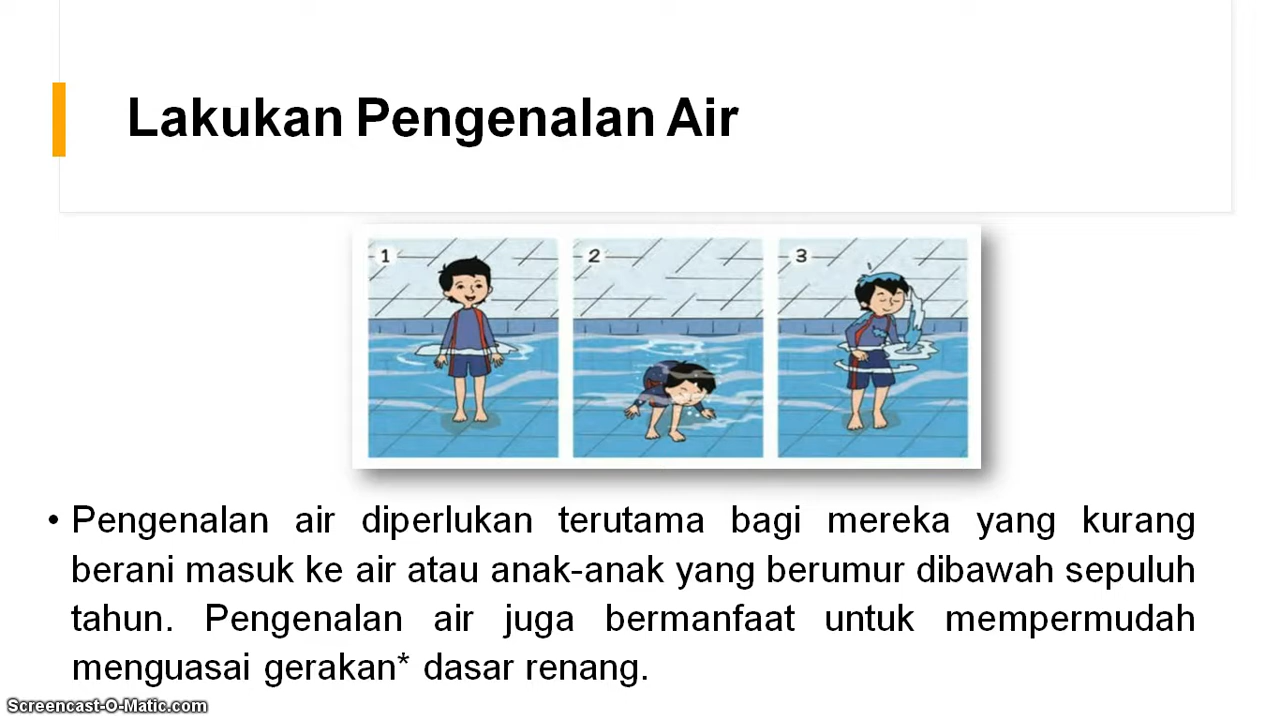 Lakukan Pengenalan Air
1
2
3
• Pengenalan air diperlukan terutama bagi mereka yang kurang
berani masuk ke air atau anak-anak yang berumur dibawah sepuluh
tahun. Pengenalan air juga bermanfaat untuk mempermudah
menguasai gerakan* dasar renang.
Screencast-O-Matic.com